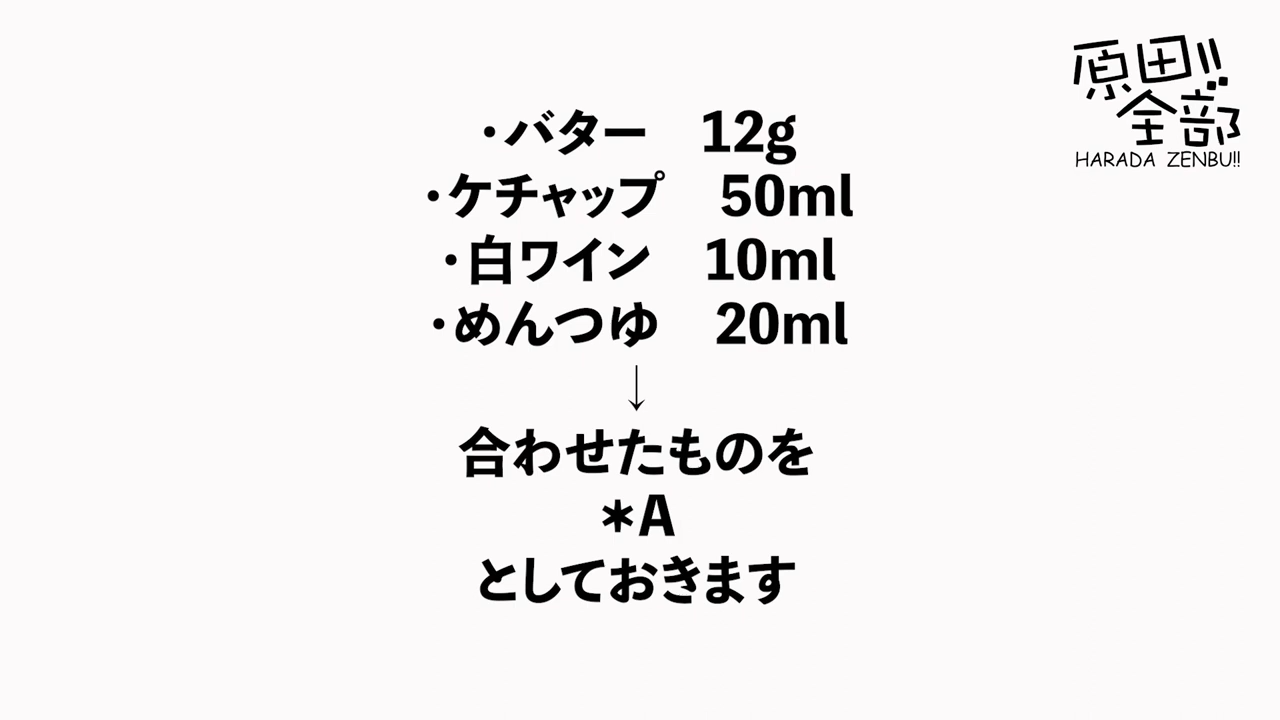 ・バター　12g
・ケチャップ　50ml
・白ワイン　10ml
・めんつゆ　20ml
↓
合わせたものを
*A
としておきます
原田!!
全部
HARADA ZENBU!!